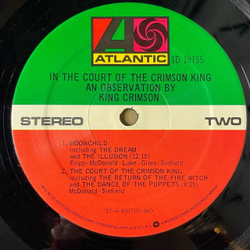 ATLANTIC
SD 19155
IN THE COURT OF THE CRIMSON KING
AN OBSERVATION BY
KING CRIMSON
STEREO
TWO
1. MOONCHILD
including THE DREAM
and THE ILLUSION (12:15)
Fripp-McDonald-Lake-Giles-Sinfield
2. THE COURT OF THE CRIMSON KING
including THE RETURN OF THE FIRE WITCH
and THE DANCE OF THE PUPPETS (9:25)
McDonald-Sinfield